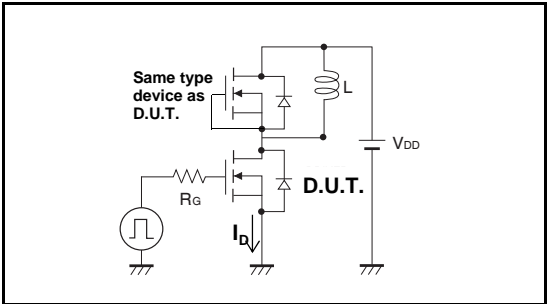 Same type
device as
D.U.T.
L
VDD
D.U.T.
RG
ID